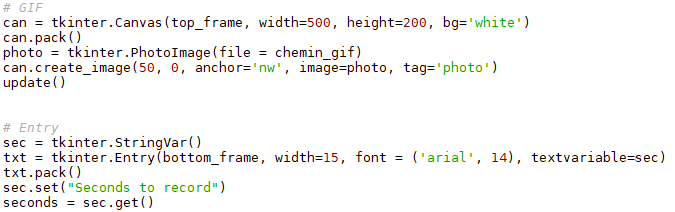 # GIF
can = tkinter.Canvas(top_frame, width=500, height=200, bg='white')
can.pack()
photo = tkinter.PhotoImage(file = chemin_gif)
can.create_image(50, 0, anchor='nw', image=photo, tag='photo')
update()
# Entry
sec = tkinter.StringVar()
txt = tkinter.Entry(bottom_frame, width=15, font = ('arial', 14), textvariable=sec)
txt.pack()
sec.set("Seconds to record")
seconds = sec.get()